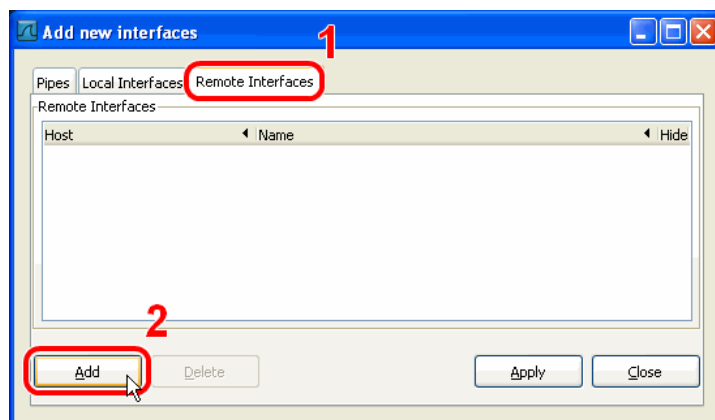 Add new interfaces
1
Pipes Local Interfaces Remote Interfaces
Remote Interfaces
Host Name Hide
2
Add Delete Apply Close